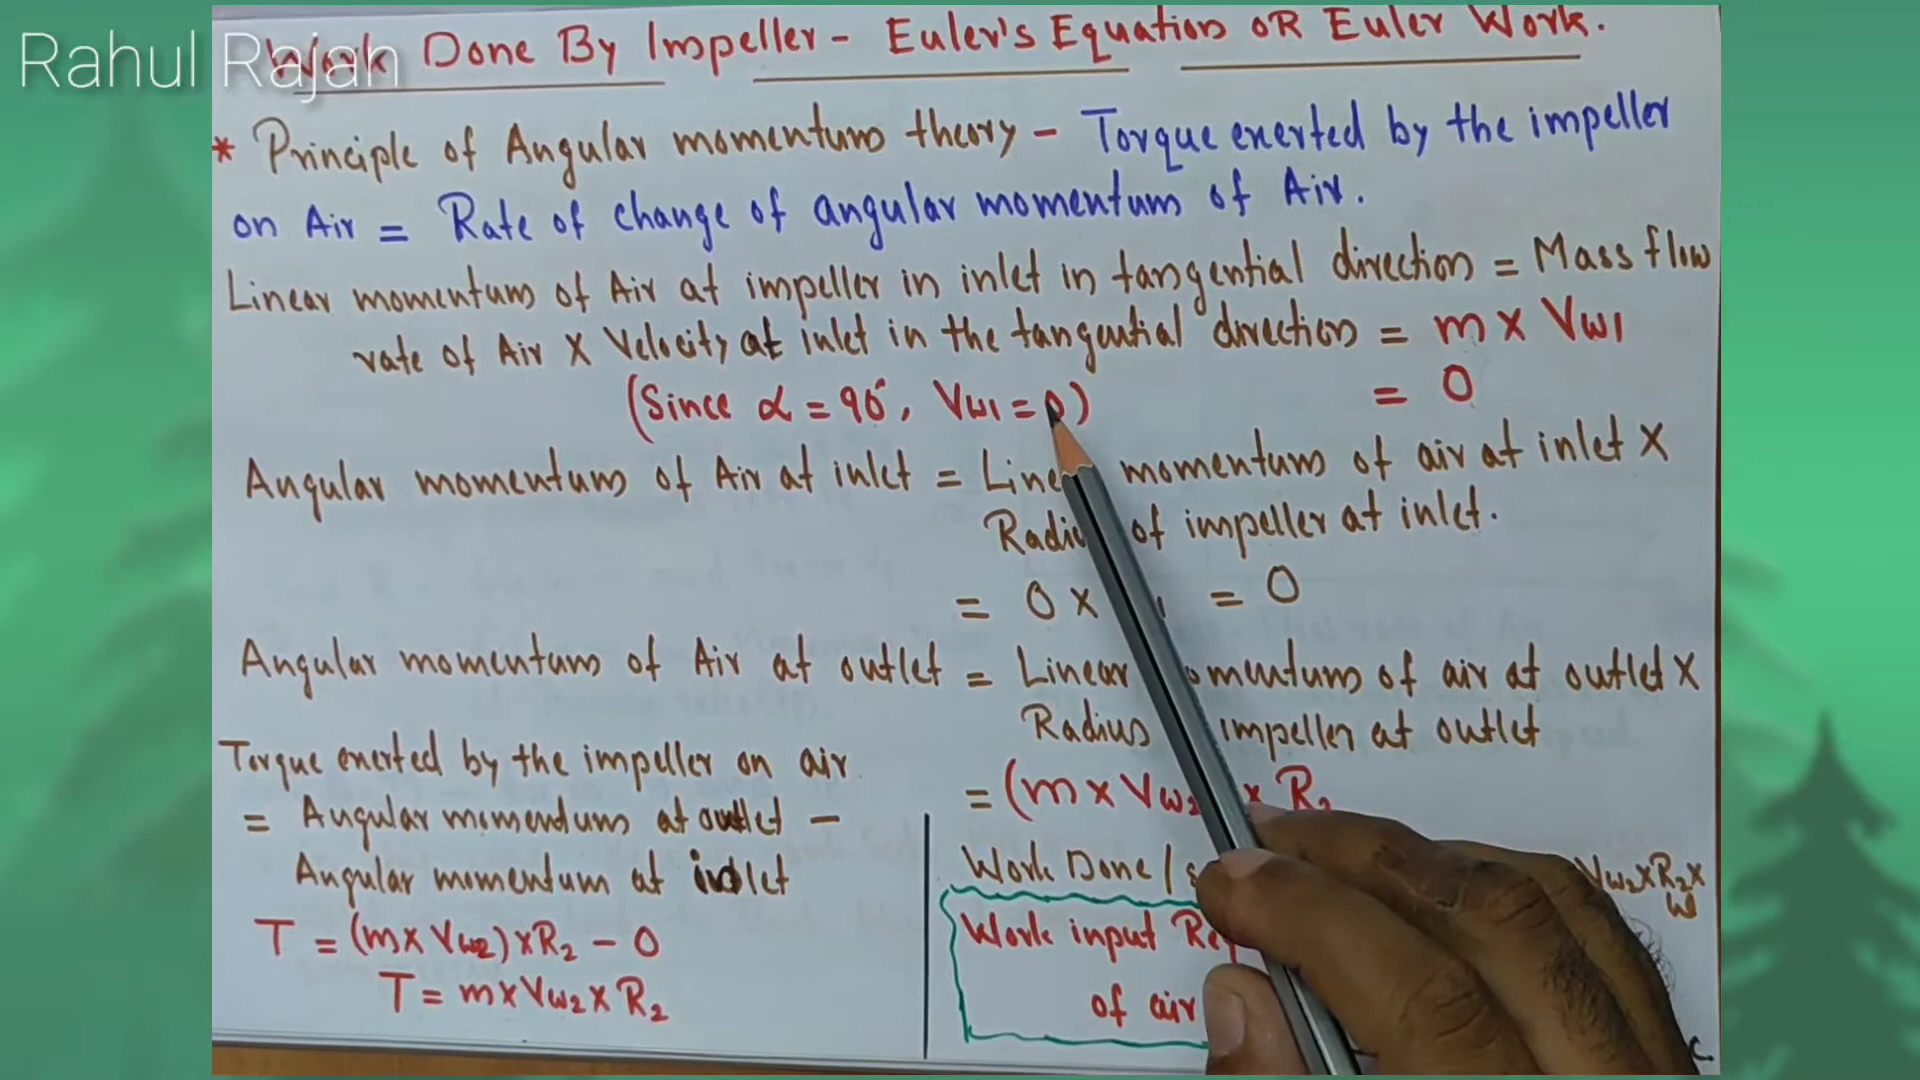 Rahul Rajan
Work Done By Impeller - Euler's Equation OR Euler Work.
* Principle of Angular momentum theory - Torque exerted by the impeller
on Air = Rate of change of angular momentum of Air.
Linear momentum of Air at impeller in inlet in tangential direction = Mass flow
rate of Air X Velocity at inlet in the tangential direction = m x Vw1
(Since α = 90°, Vw1 = 0) = 0
Angular momentum of Air at inlet = Linear momentum of air at inlet X
Radius of impeller at inlet.
= 0 x = 0
Angular momentum of Air at outlet = Linear momentum of air at outlet X
Radius impeller at outlet
= (m x Vw2 x R2
Torque exerted by the impeller on air
= Angular momentum at outlet -
Angular momentum at inlet
T = (m x Vw2) x R2 - 0
T = m x Vw2 x R2
Work Done / Vw2 x R2 x
ω
Work input
of air